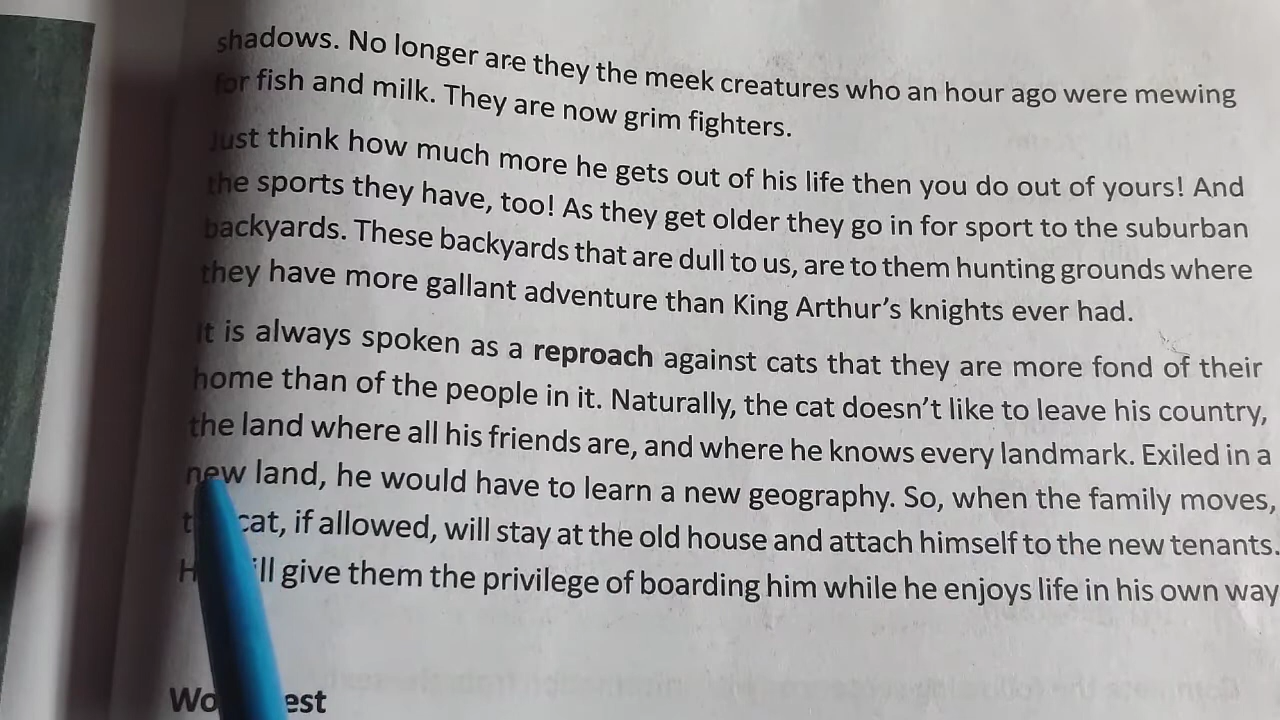 shadows. No longer are they the meek creatures who an hour ago were mewing
for fish and milk. They are now grim fighters.
Just think how much more he gets out of his life then you do out of yours! And
the sports they have, too! As they get older they go in for sport to the suburban
backyards. These backyards that are dull to us, are to them hunting grounds where
they have more gallant adventure than King Arthur's knights ever had.
It is always spoken as a reproach against cats that they are more fond of their
home than of the people in it. Naturally, the cat doesn't like to leave his country,
the land where all his friends are, and where he knows every landmark. Exiled in a
new land, he would have to learn a new geography. So, when the family moves,
cat, if allowed, will stay at the old house and attach himself to the new tenants.
give them the privilege of boarding him while he enjoys life in his own way